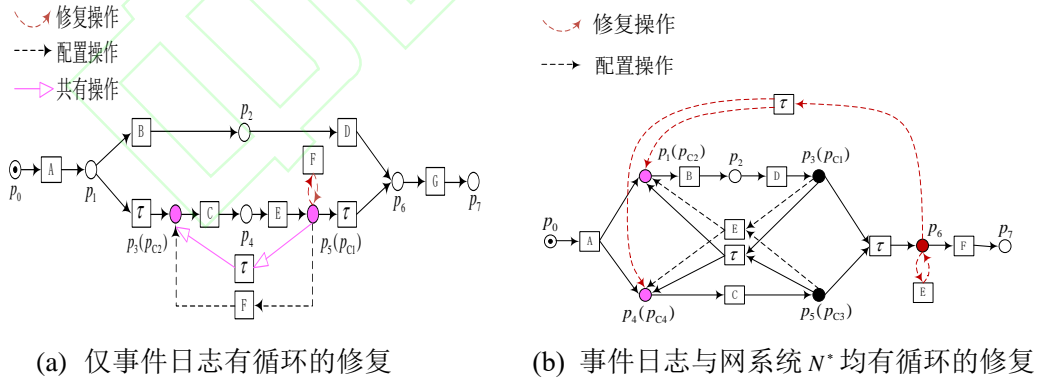 修复操作
配置操作
共有操作
p2
B
D
F
p0
A
p1
p6
G
p7
τ
C
E
τ
p3(pC2)
p4
p5(pC1)
τ
F
(a) 仅事件日志有循环的修复
修复操作
配置操作
τ
p1(pC2)
p2
p3(pC1)
B
D
p0
A
E
τ
τ
p6
F
p7
C
E
p4(pC4)
p5(pC3)
(b) 事件日志与网系统 N* 均有循环的修复